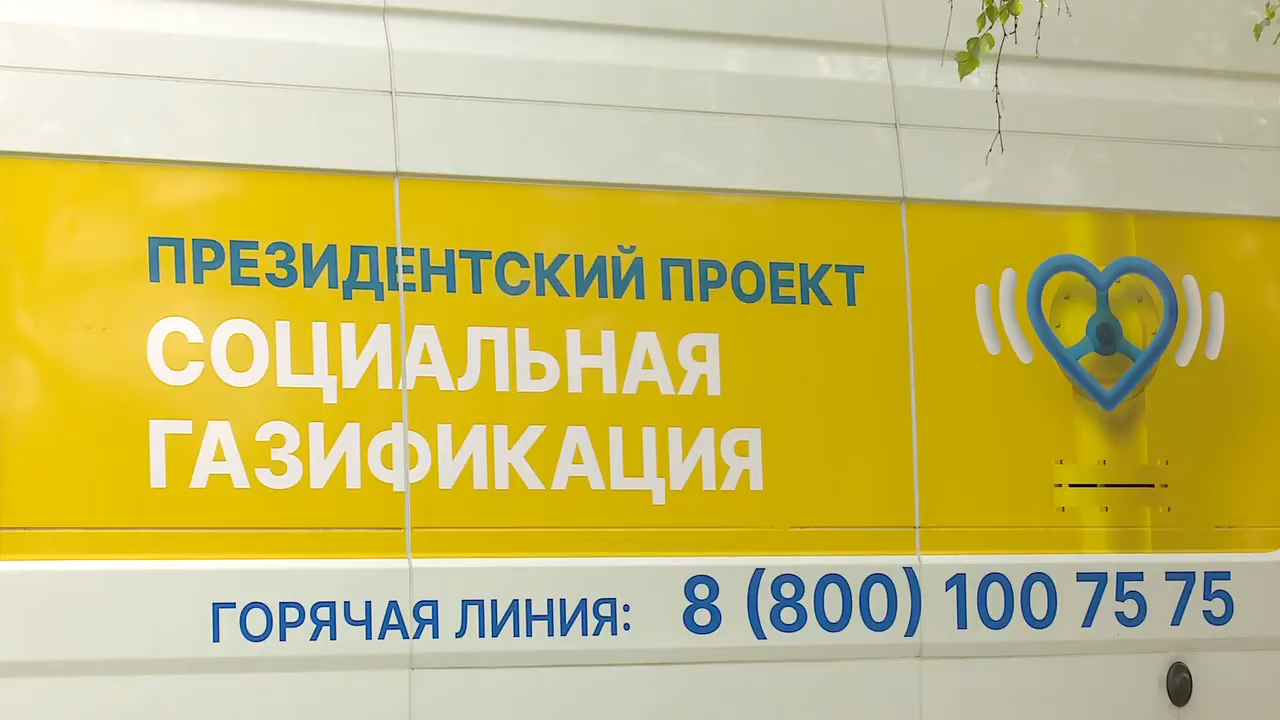 ПРЕЗИДЕНТСКИЙ ПРОЕКТ
СОЦИАЛЬНАЯ
ГАЗИФИКАЦИЯ
ГОРЯЧАЯ ЛИНИЯ: 8 (800) 100 75 75